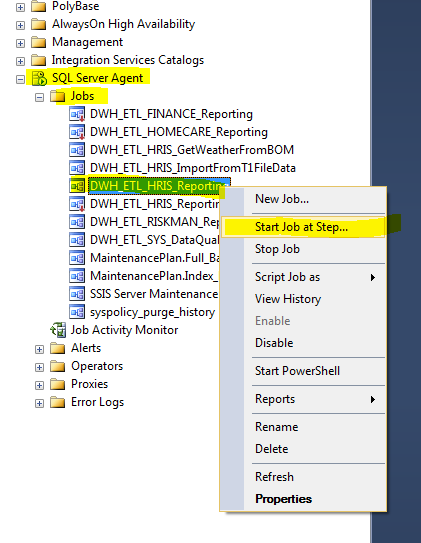 PolyBase
AlwaysOn High Availability
Management
Integration Services Catalogs
SQL Server Agent
Jobs
DWH_ETL_FINANCE_Reporting
DWH_ETL_HOMECARE_Reporting
DWH_ETL_HRIS_GetWeatherFromBOM
DWH_ETL_HRIS_ImportFromT1FileData
DWH_ETL_HRIS_Reporting
DWH_ETL_HRIS_Reportin
DWH_ETL_RISKMAN_Rep
DWH_ETL_SYS_DataQual
MaintenancePlan.Full_Ba
MaintenancePlan.Index_
SSIS Server Maintenance
syspolicy_purge_history
Job Activity Monitor
Alerts
Operators
Proxies
Error Logs
New Job...
Start Job at Step...
Stop Job
Script Job as
View History
Enable
Disable
Start PowerShell
Reports
Rename
Delete
Refresh
Properties